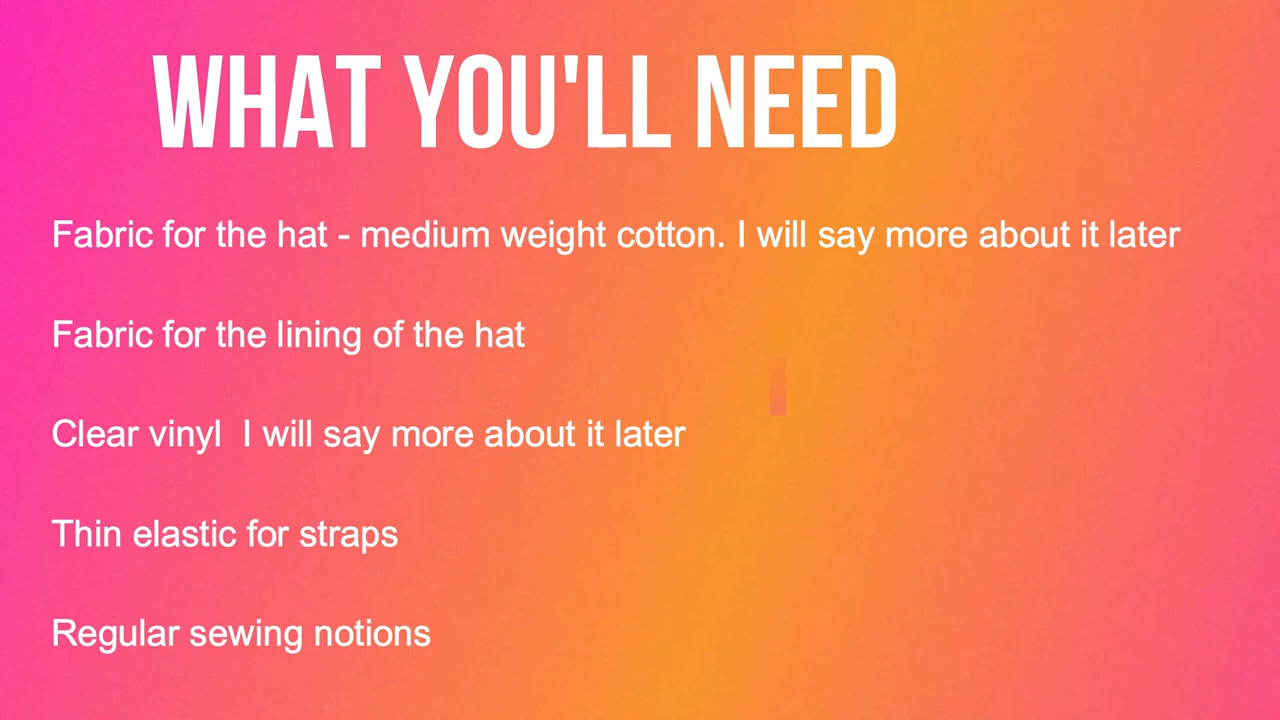 WHAT YOU'LL NEED
Fabric for the hat - medium weight cotton. I will say more about it later
Fabric for the lining of the hat
Clear vinyl  I will say more about it later
Thin elastic for straps
Regular sewing notions